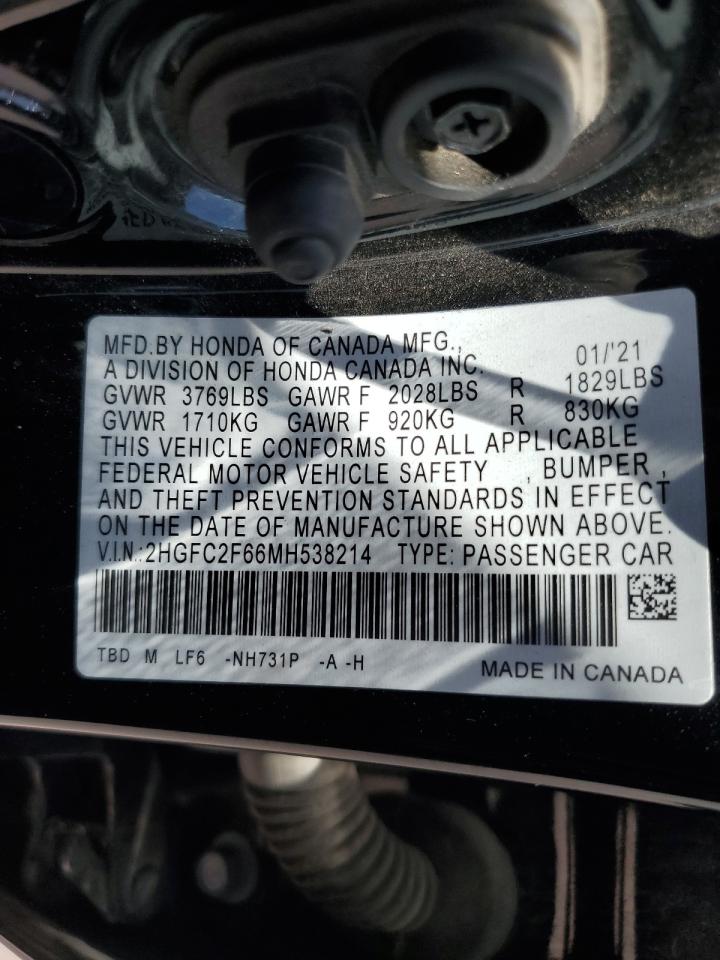 MFD.BY HONDA OF CANADA MFG., 01/'21
A DIVISION OF HONDA CANADA INC.
GVWR 3769LBS GAWR F 2028LBS R 1829LBS
GVWR 1710KG GAWR F 920KG R 830KG
THIS VEHICLE CONFORMS TO ALL APPLICABLE
FEDERAL MOTOR VEHICLE SAFETY , BUMPER ,
AND THEFT PREVENTION STANDARDS IN EFFECT
ON THE DATE OF MANUFACTURE SHOWN ABOVE.
V.I.N.:2HGFC2F66MH538214 TYPE: PASSENGER CAR
TBD M LF6 -NH731P -A -H
MADE IN CANADA